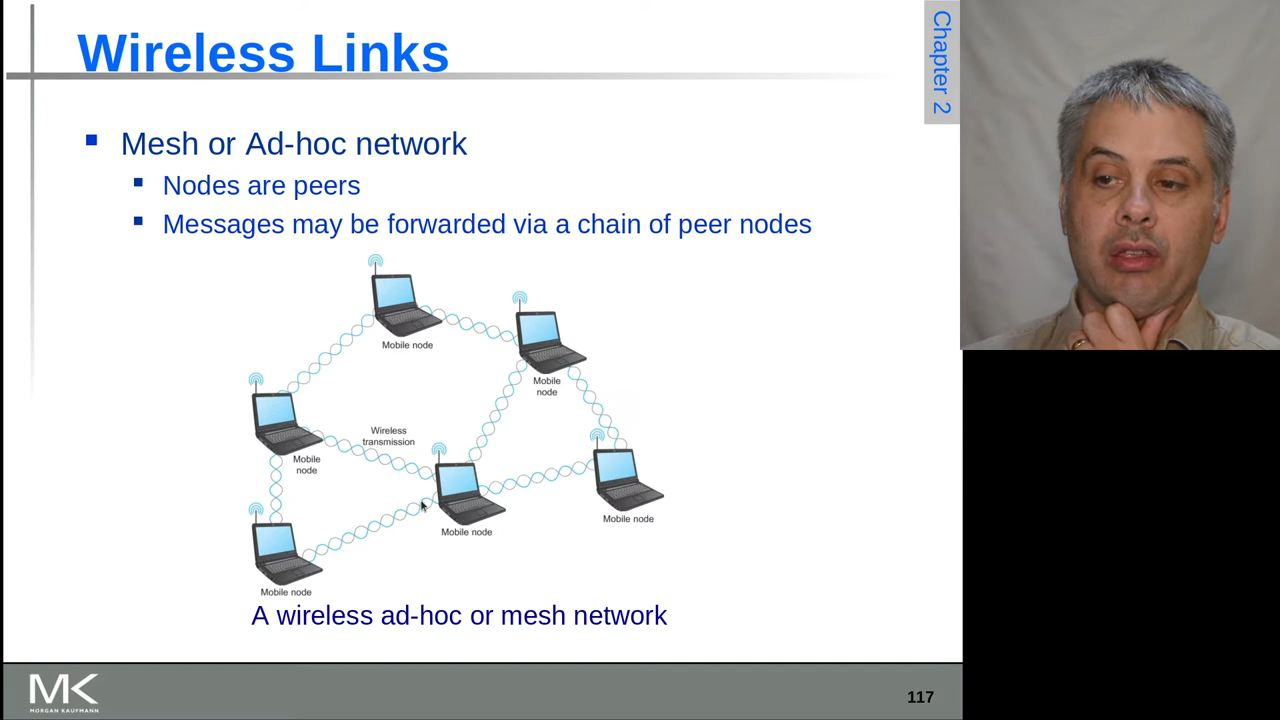 Wireless Links
Chapter 2
Mesh or Ad-hoc network
Nodes are peers
Messages may be forwarded via a chain of peer nodes
Mobile node
Mobile
node
Wireless
transmission
Mobile
node
Mobile node
Mobile node
Mobile node
A wireless ad-hoc or mesh network
MK
MORGAN KAUFMANN
117